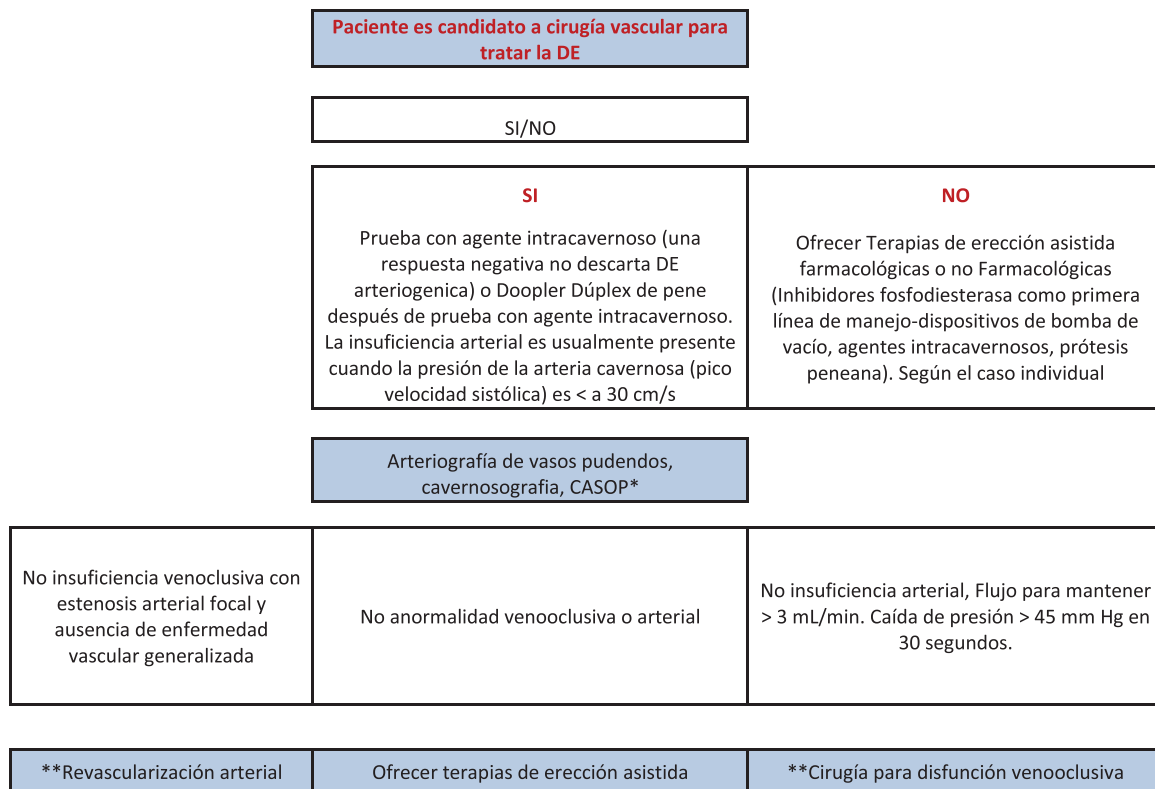 Paciente es candidato a cirugía vascular para
tratar la DE
SI/NO
SI
Prueba con agente intracavernoso (una
respuesta negativa no descarta DE
arteriogenica) o Doopler Dúplex de pene
después de prueba con agente intracavernoso.
La insuficiencia arterial es usualmente presente
cuando la presión de la arteria cavernosa (pico
velocidad sistólica) es < a 30 cm/s
NO
Ofrecer Terapias de erección asistida
farmacológicas o no Farmacológicas
(Inhibidores fosfodiesterasa como primera
línea de manejo-dispositivos de bomba de
vacío, agentes intracavernosos, prótesis
peneana). Según el caso individual
Arteriografía de vasos pudendos,
cavernosografia, CASOP*
No insuficiencia venoclusiva con
estenosis arterial focal y
ausencia de enfermedad
vascular generalizada
No anormalidad venooclusiva o arterial
No insuficiencia arterial, Flujo para mantener
> 3 mL/min. Caída de presión > 45 mm Hg en
30 segundos.
**Revascularización arterial
Ofrecer terapias de erección asistida
**Cirugía para disfunción venooclusiva